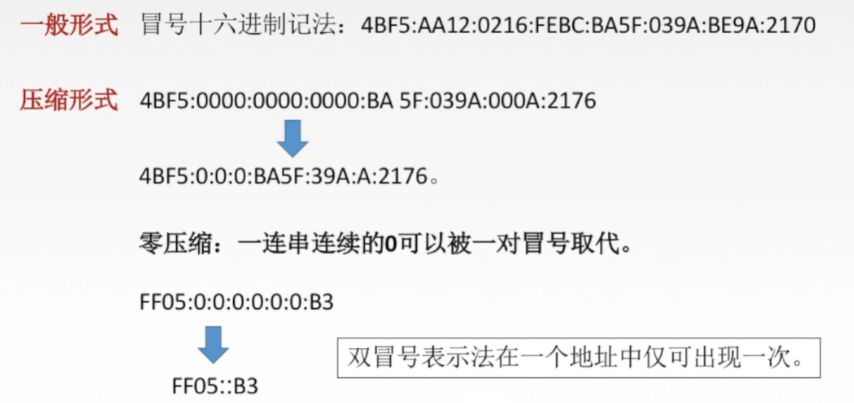 一般形式 冒号十六进制记法：4BF5:AA12:0216:FEBC:BA5F:039A:BE9A:2170
压缩形式 4BF5:0000:0000:0000:BA 5F:039A:000A:2176
4BF5:0:0:0:BA5F:39A:A:2176。
零压缩：一连串连续的0可以被一对冒号取代。
FF05:0:0:0:0:0:0:B3
双冒号表示法在一个地址中仅可出现一次。
FF05::B3